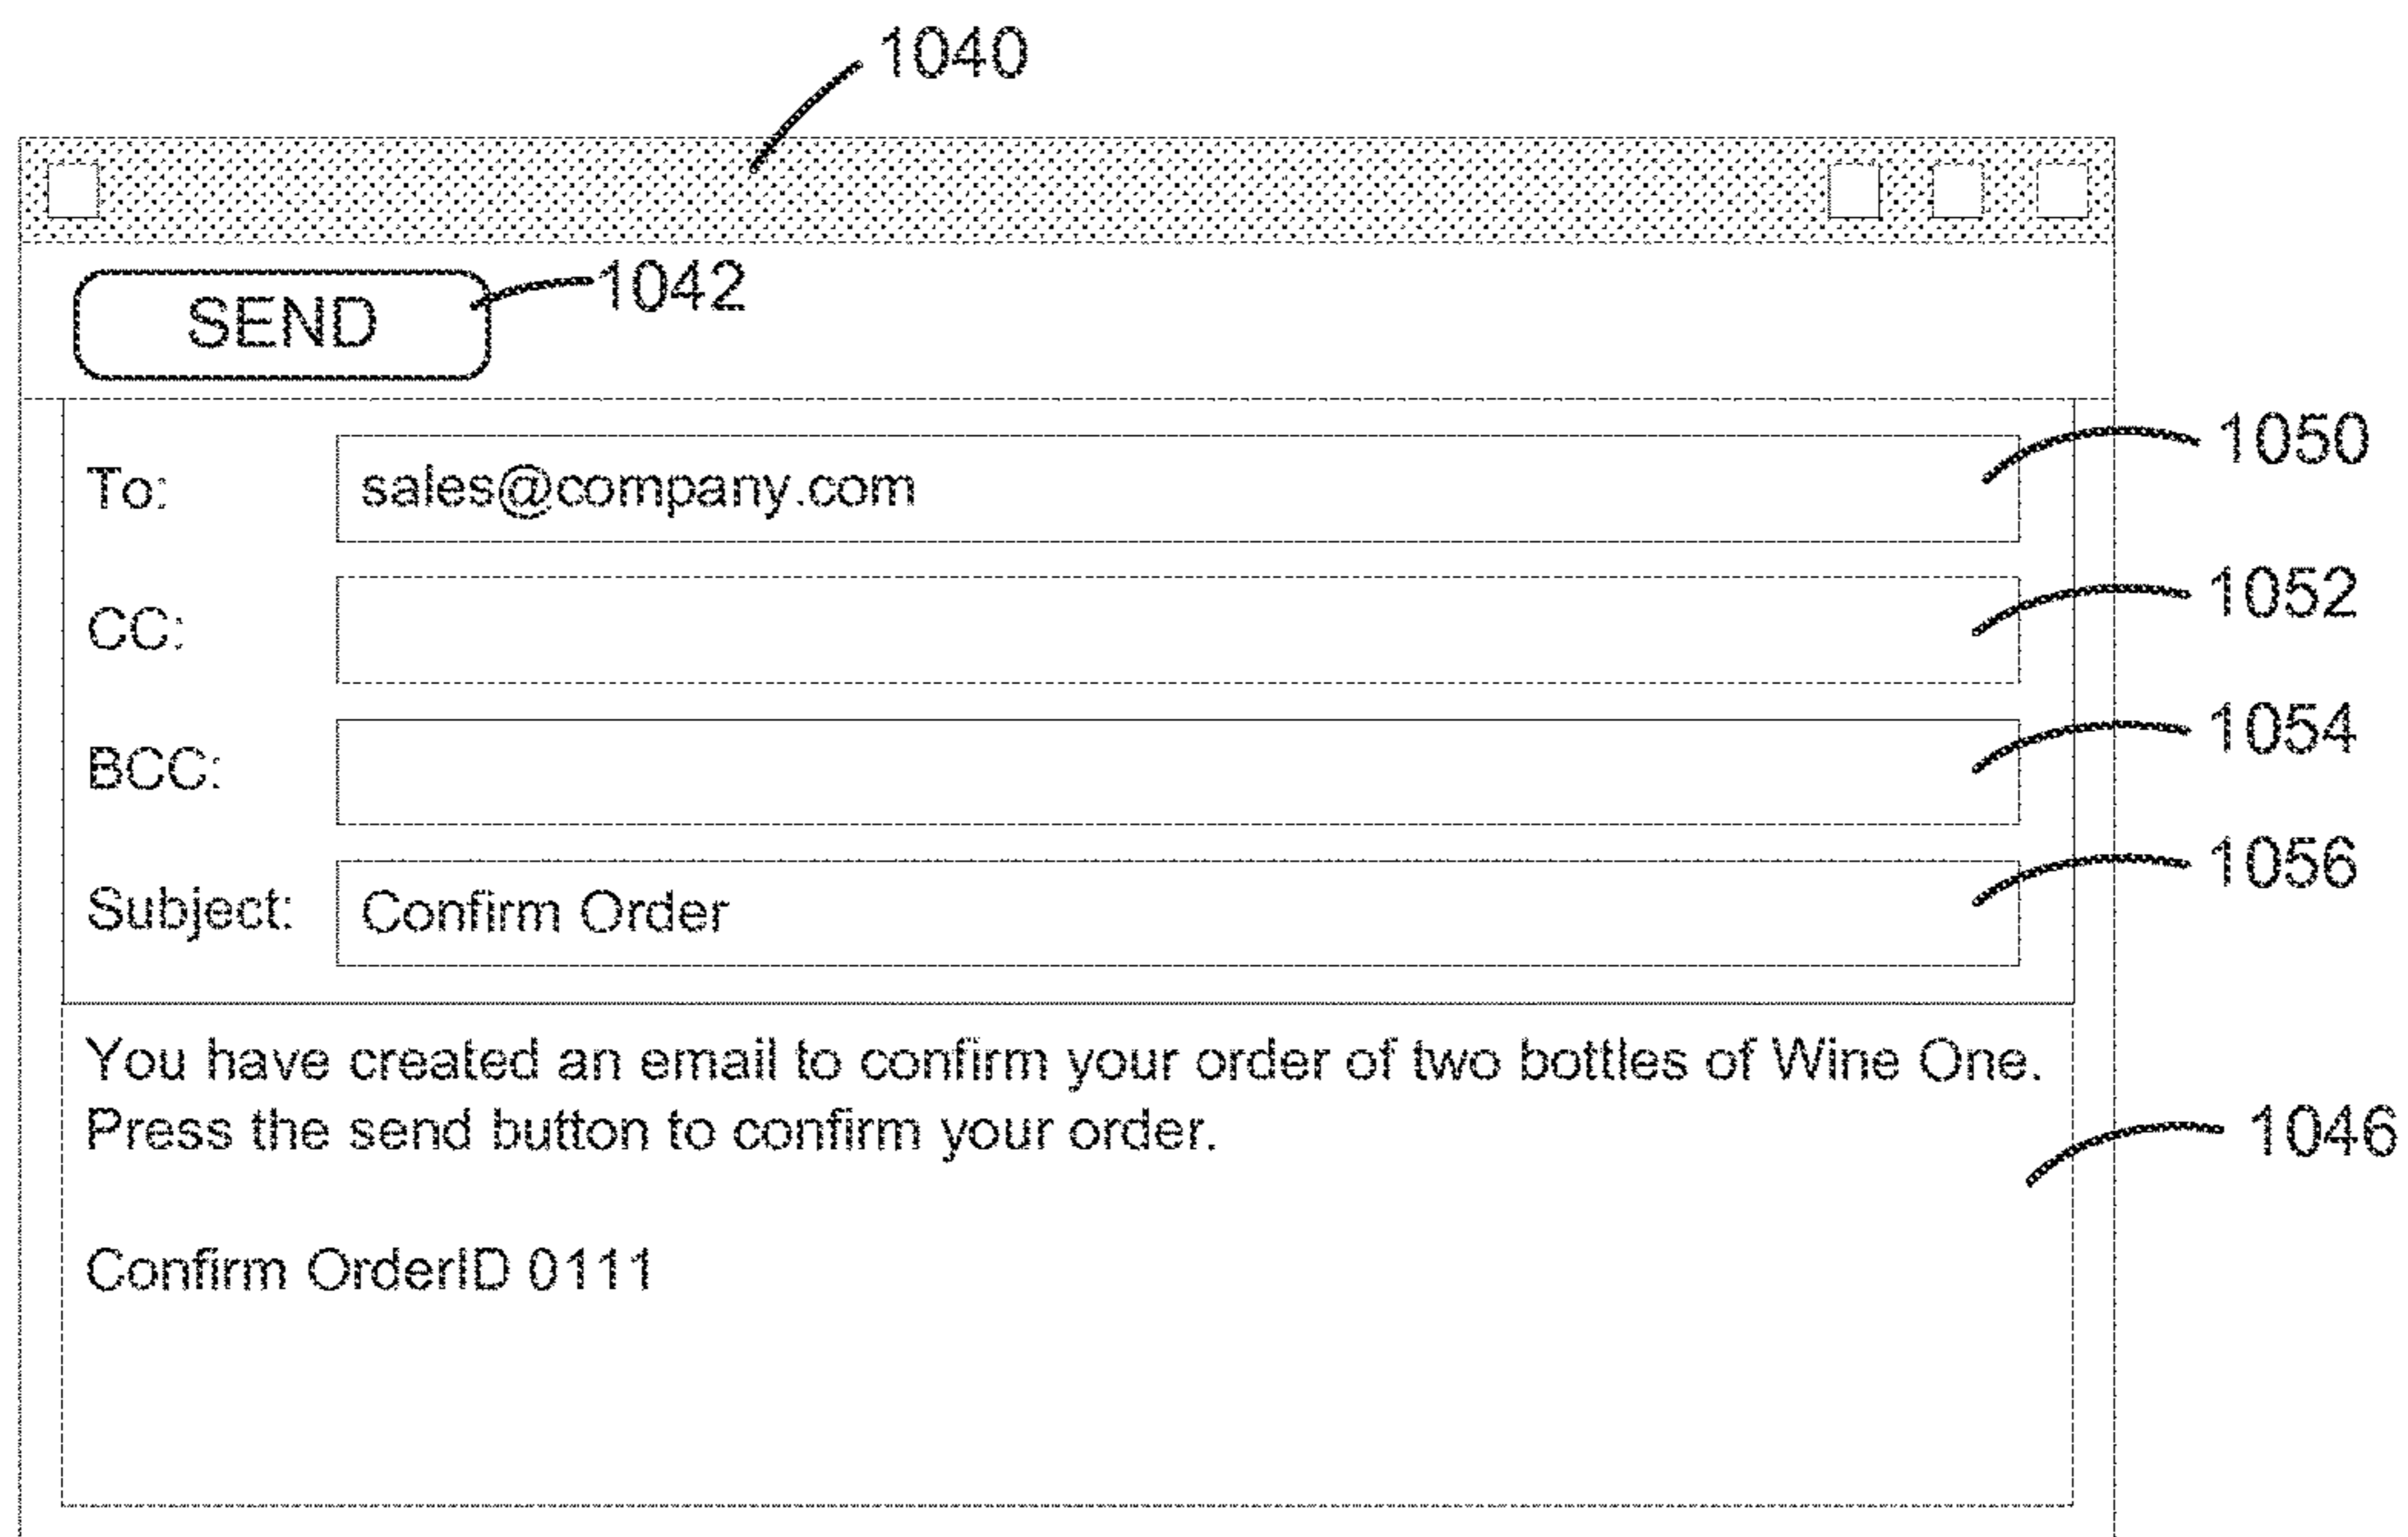 1040
SEND
1042
To: sales@company.com
1050
CC:
1052
BCC:
1054
Subject: Confirm Order
1056
You have created an email to confirm your order of two bottles of Wine One.
Press the send button to confirm your order.
1046
Confirm OrderID 0111